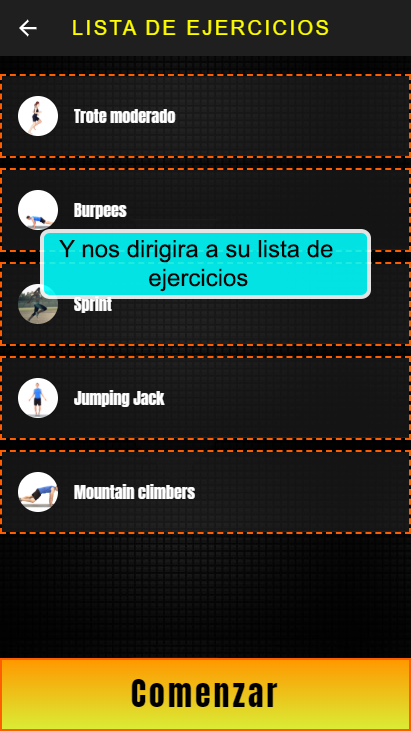 LISTA DE EJERCICIOS
Trote moderado
Burpees
Y nos dirigira a su lista de
ejercicios
Sprint
Jumping Jack
Mountain climbers
Comenzar